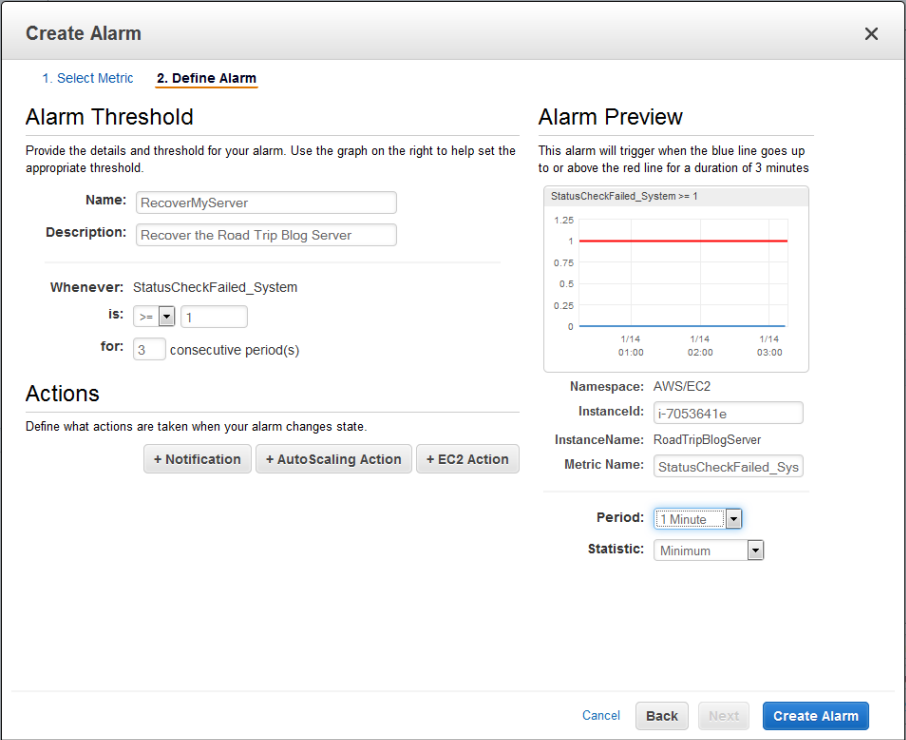 Create Alarm
1. Select Metric 2. Define Alarm
Alarm Threshold
Provide the details and threshold for your alarm. Use the graph on the right to help set the
appropriate threshold.
Name: RecoverMyServer
Description: Recover the Road Trip Blog Server
Whenever: StatusCheckFailed_System
is: >= 1
for: 3 consecutive period(s)
Actions
Define what actions are taken when your alarm changes state.
+ Notification + AutoScaling Action + EC2 Action
Alarm Preview
This alarm will trigger when the blue line goes up
to or above the red line for a duration of 3 minutes
StatusCheckFailed_System >= 1
1.25
1
0.75
0.5
0.25
0
1/14 1/14 1/14
01:00 02:00 03:00
Namespace: AWS/EC2
InstanceId: i-7053641e
InstanceName: RoadTripBlogServer
Metric Name: StatusCheckFailed_Sys
Period: 1 Minute
Statistic: Minimum
Cancel Back Next Create Alarm